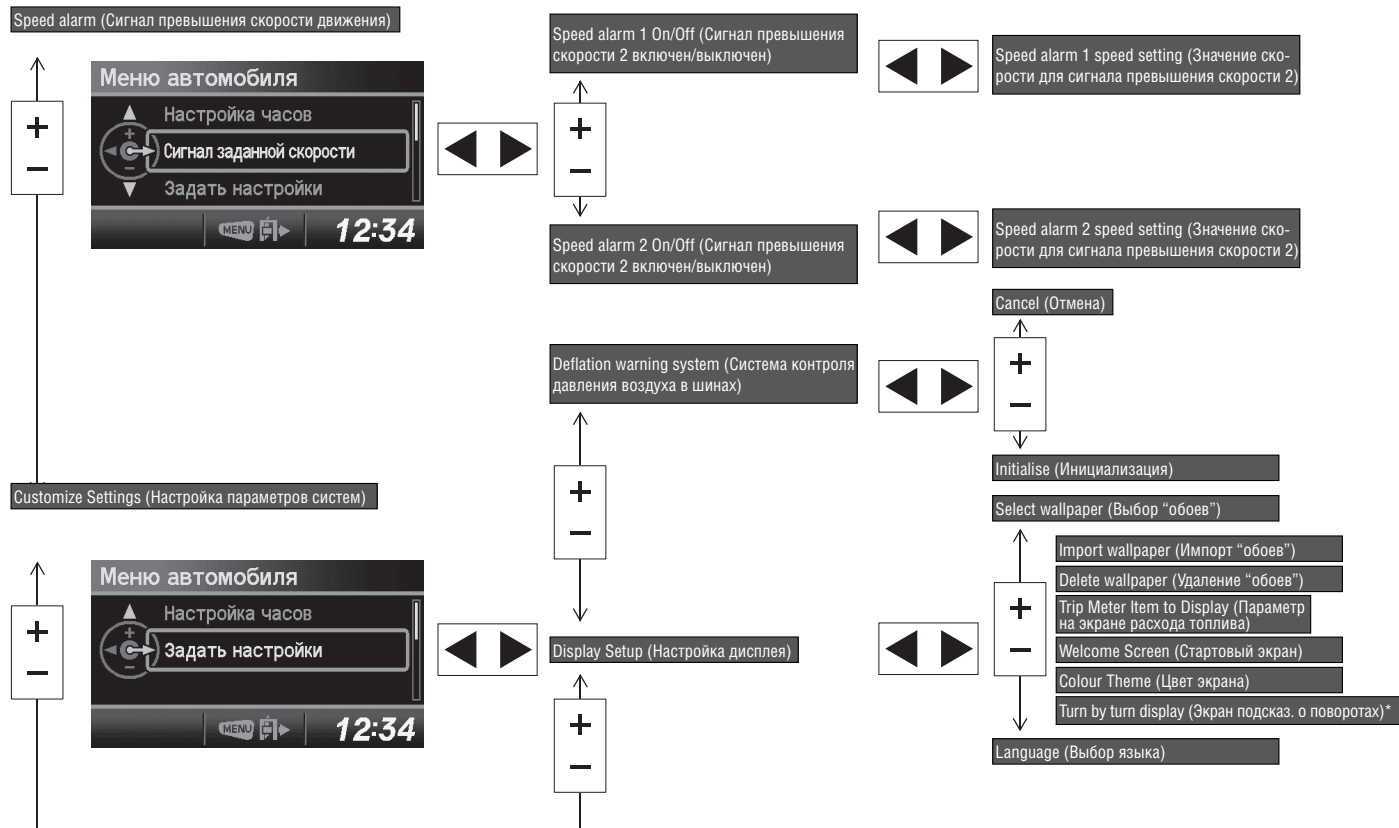 Speed alarm (Сигнал превышения скорости движения)
Меню автомобиля
Настройка часов
Сигнал заданной скорости
Задать настройки
MENU
12:34
+
−
Speed alarm 1 On/Off (Сигнал превышения
скорости 2 включен/выключен)
+
−
Speed alarm 2 On/Off (Сигнал превышения
скорости 2 включен/выключен)
Speed alarm 1 speed setting (Значение ско-
рости для сигнала превышения скорости 2)
Speed alarm 2 speed setting (Значение ско-
рости для сигнала превышения скорости 2)
Deflation warning system (Система контроля
давления воздуха в шинах)
Cancel (Отмена)
+
−
Initialise (Инициализация)
Customize Settings (Настройка параметров систем)
Меню автомобиля
Настройка часов
Задать настройки
MENU
12:34
+
−
+
−
Display Setup (Настройка дисплея)
+
−
Select wallpaper (Выбор “обоев”)
Import wallpaper (Импорт “обоев”)
Delete wallpaper (Удаление “обоев”)
Trip Meter Item to Display (Параметр
на экране расхода топлива)
Welcome Screen (Стартовый экран)
Colour Theme (Цвет экрана)
Turn by turn display (Экран подсказ. о поворотах)*
+
−
Language (Выбор языка)